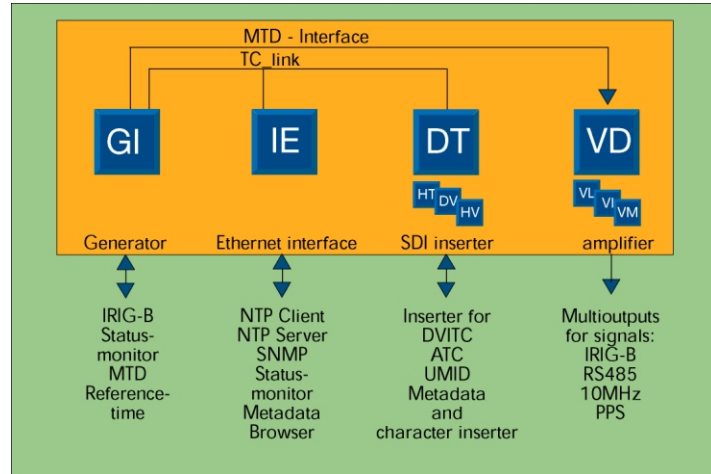 MTD - Interface
TC_link
GI
IE
DT
VD
HT
DV
HV
VL
VI
VM
Generator
Ethernet interface
SDI inserter
amplifier
IRIG-B
Status-
monitor
MTD
Reference-
time
NTP Client
NTP Server
SNMP
Status-
monitor
Metadata
Browser
Inserter for
DVITC
ATC
UMID
Metadata
and
character inserter
Multioutputs
for signals:
IRIG-B
RS485
10MHz
PPS